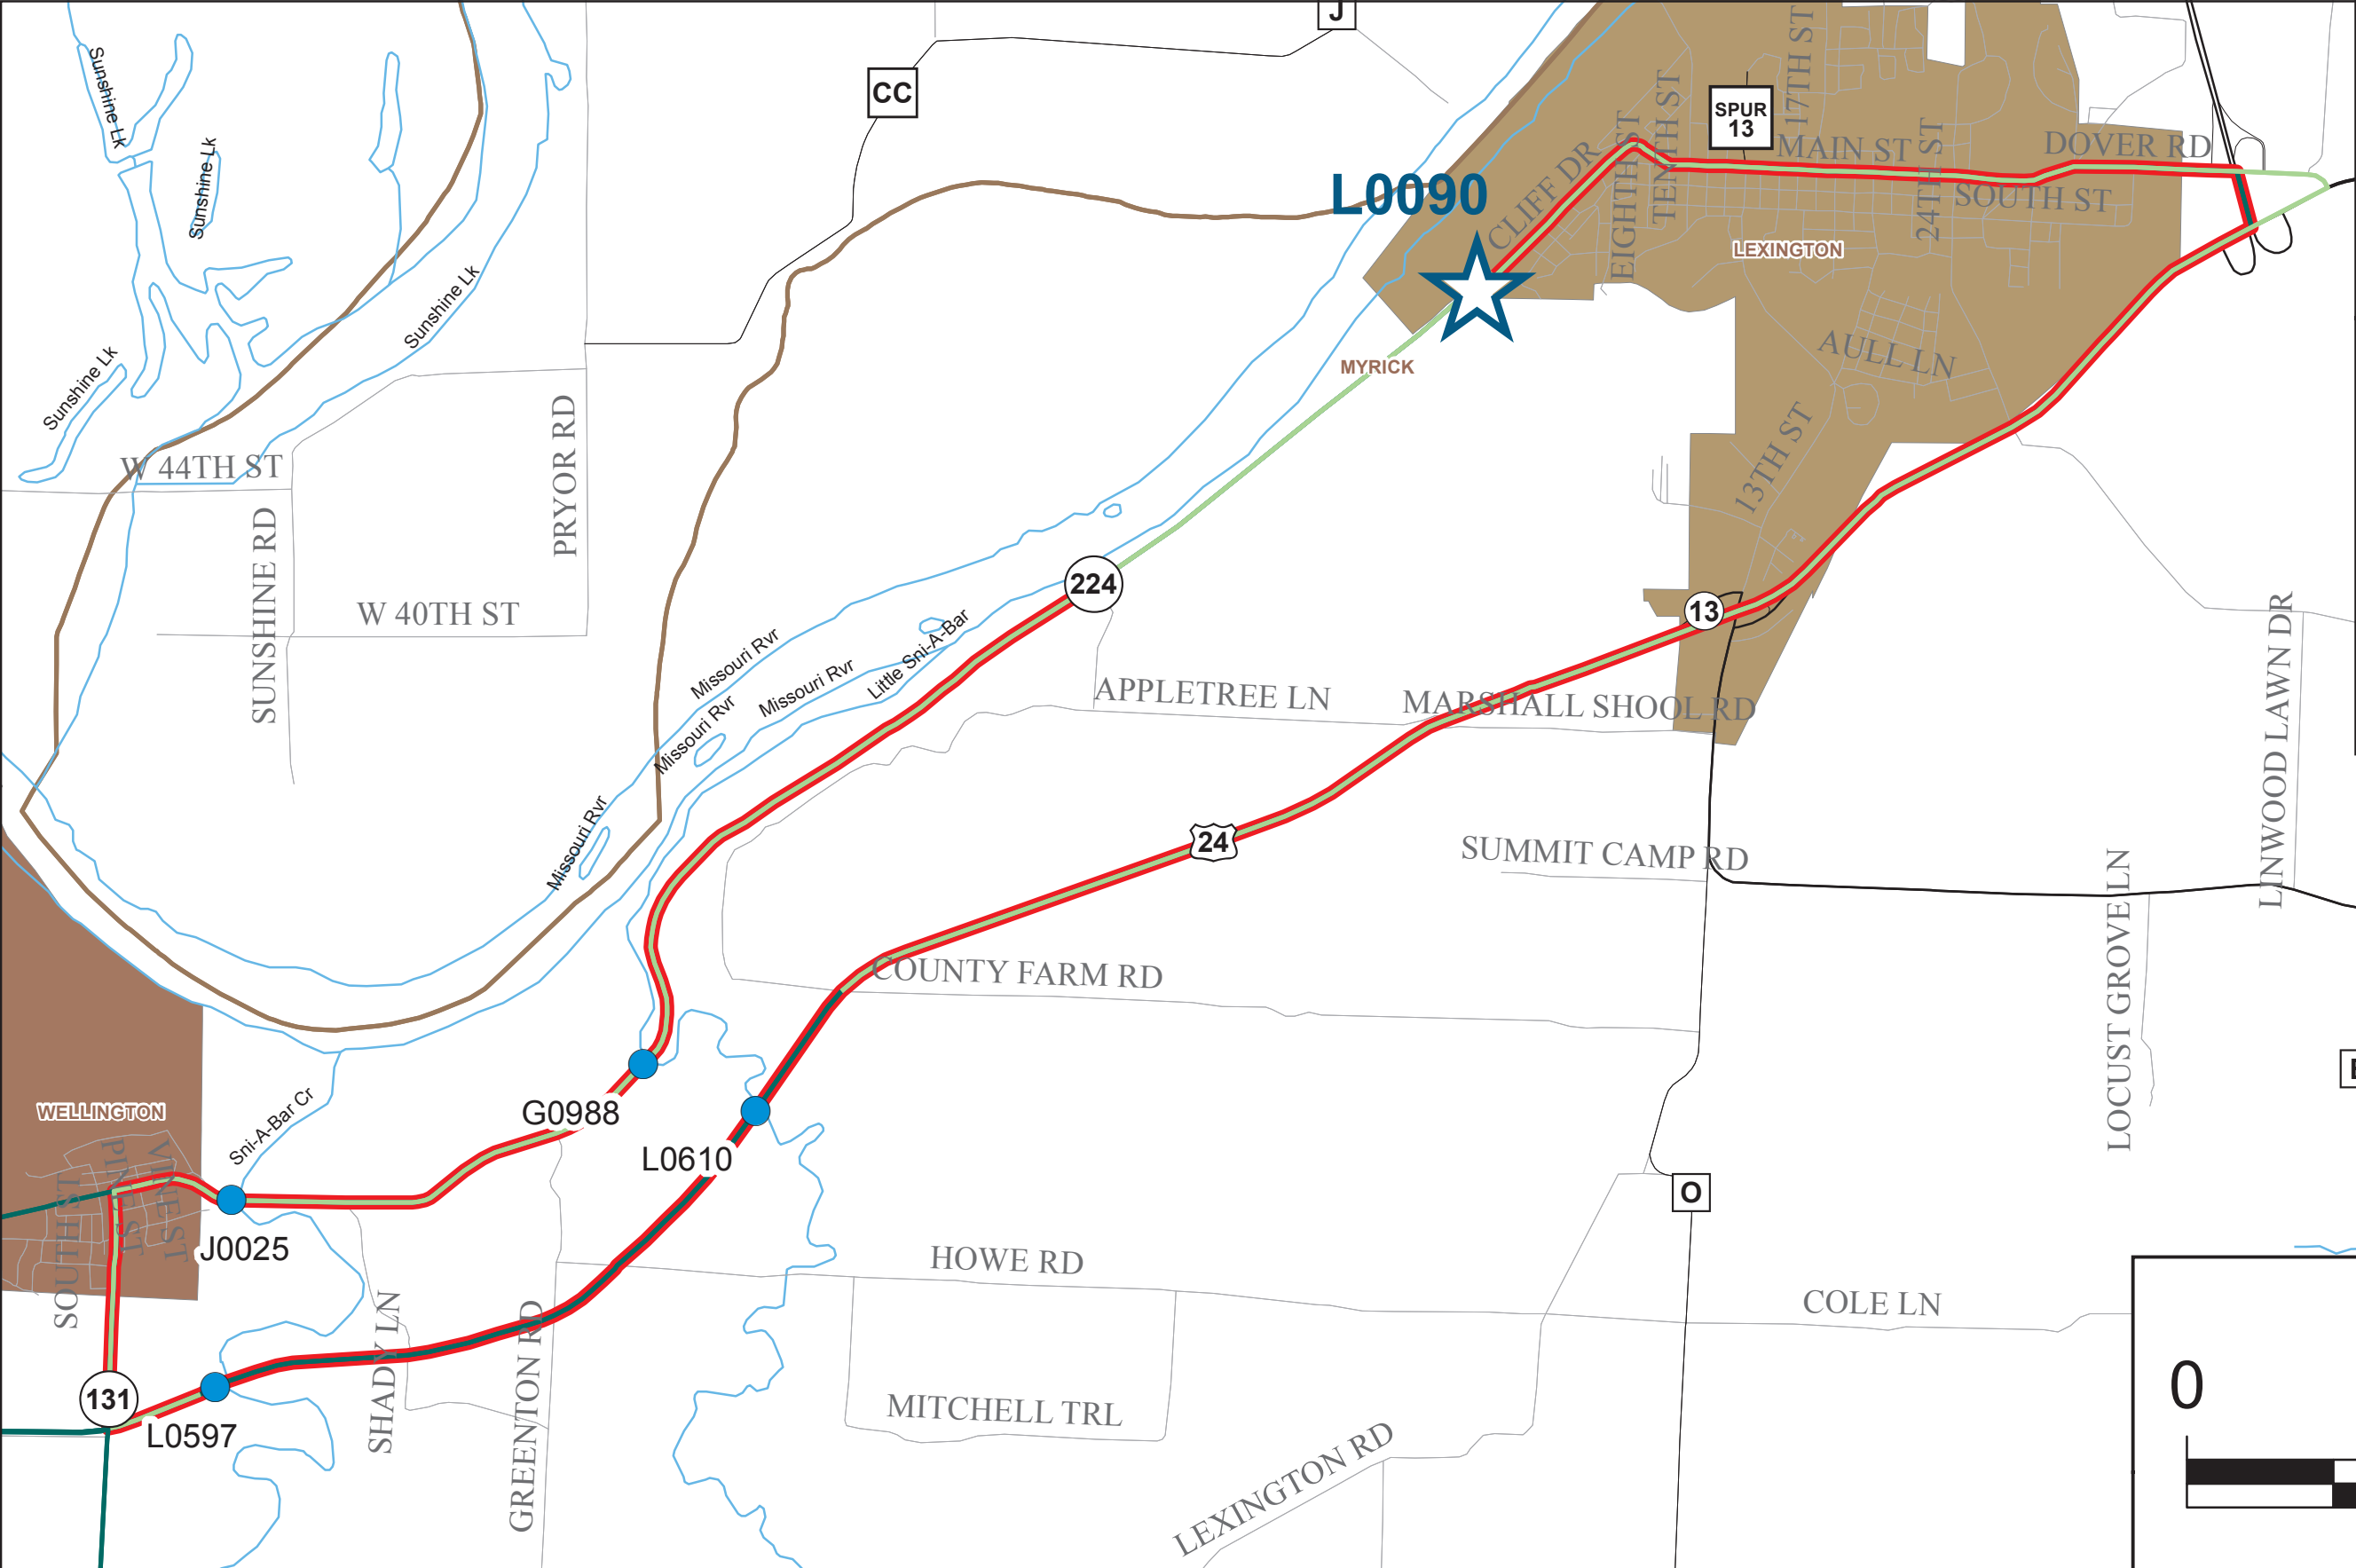 J
CC
Sunshine Lk
Sunshine Lk
Sunshine Lk
Sunshine Lk
17TH ST
TENTH ST
EIGHTH ST
SPUR
13
MAIN ST
24TH ST
DOVER RD
SOUTH ST
CLIFF DR
L0090
LEXINGTON
MYRICK
AULL LN
13TH ST
W 44TH ST
PRYOR RD
SUNSHINE RD
W 40TH ST
224
13
Missouri Rvr
Missouri Rvr
Missouri Rvr
Missouri Rvr
Little Sni-A-Bar
APPLETREE LN
MARSHALL SHOOL RD
LINWOOD LAWN DR
24
SUMMIT CAMP RD
LOCUST GROVE LN
COUNTY FARM RD
WELLINGTON
Sni-A-Bar Cr
G0988
L0610
J0025
PINE ST
VINE ST
SOUTH ST
O
HOWE RD
COLE LN
SHADY LN
GREENTON RD
131
L0597
MITCHELL TRL
LEXINGTON RD
0